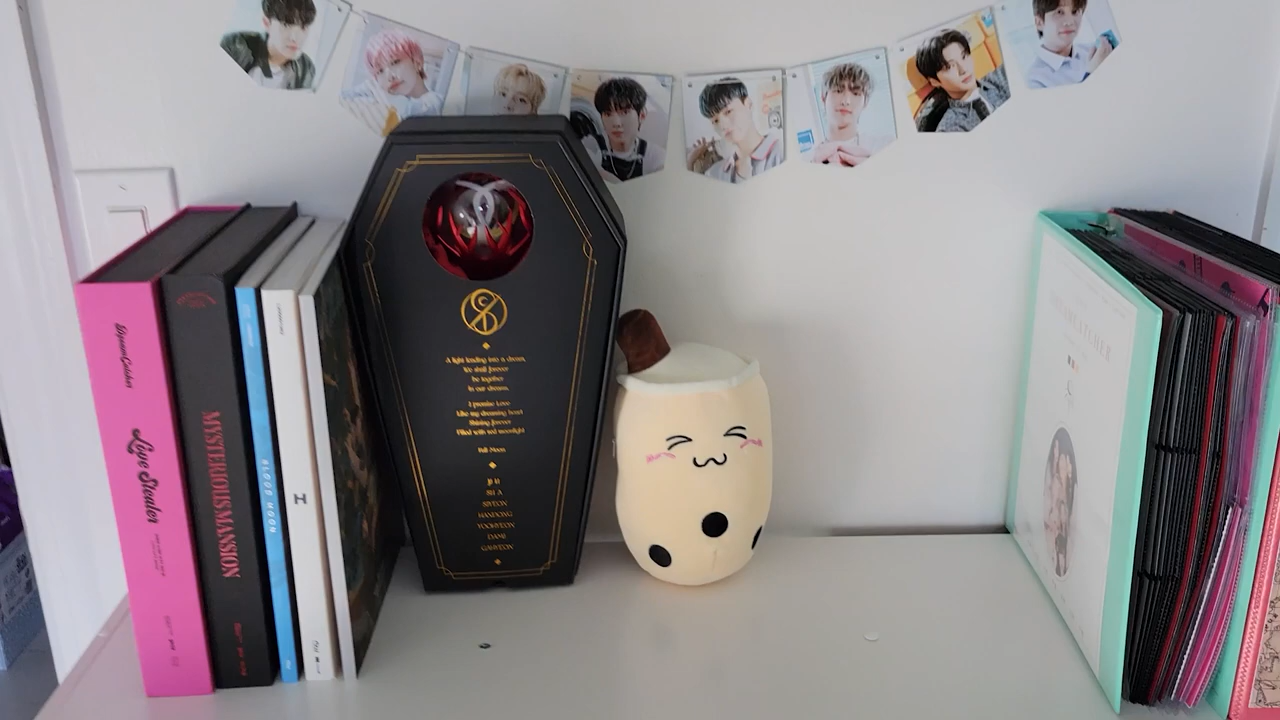 DreamCatcher
Love Stealer
MYSTERIOUS MANSION
BLOOD MOON
H
A light leading into a dream,
We shall forever
be together
in our dreams.
I promise Love
Like my dreaming heart
Shining forever
Filled with red moonlight
Full Moon
JI U
SU A
SIYEON
HANDONG
YOOHYEON
DAMI
GAHYEON
DREAMCATCHER